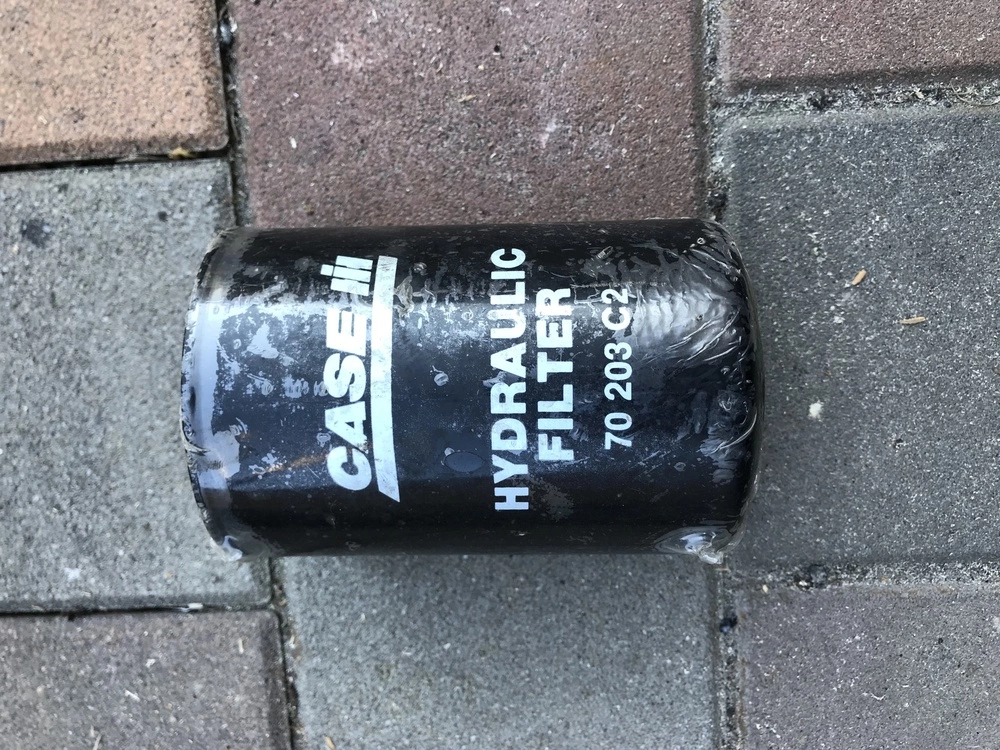 CASE IH
HYDRAULIC
FILTER
70 203 C2